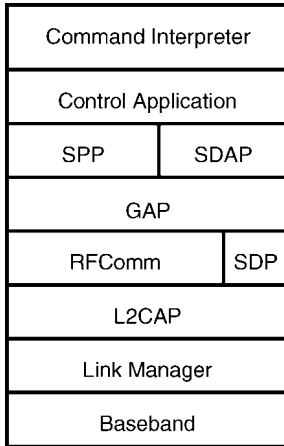 Command Interpreter
Control Application
SPP SDAP
GAP
RFComm SDP
L2CAP
Link Manager
Baseband